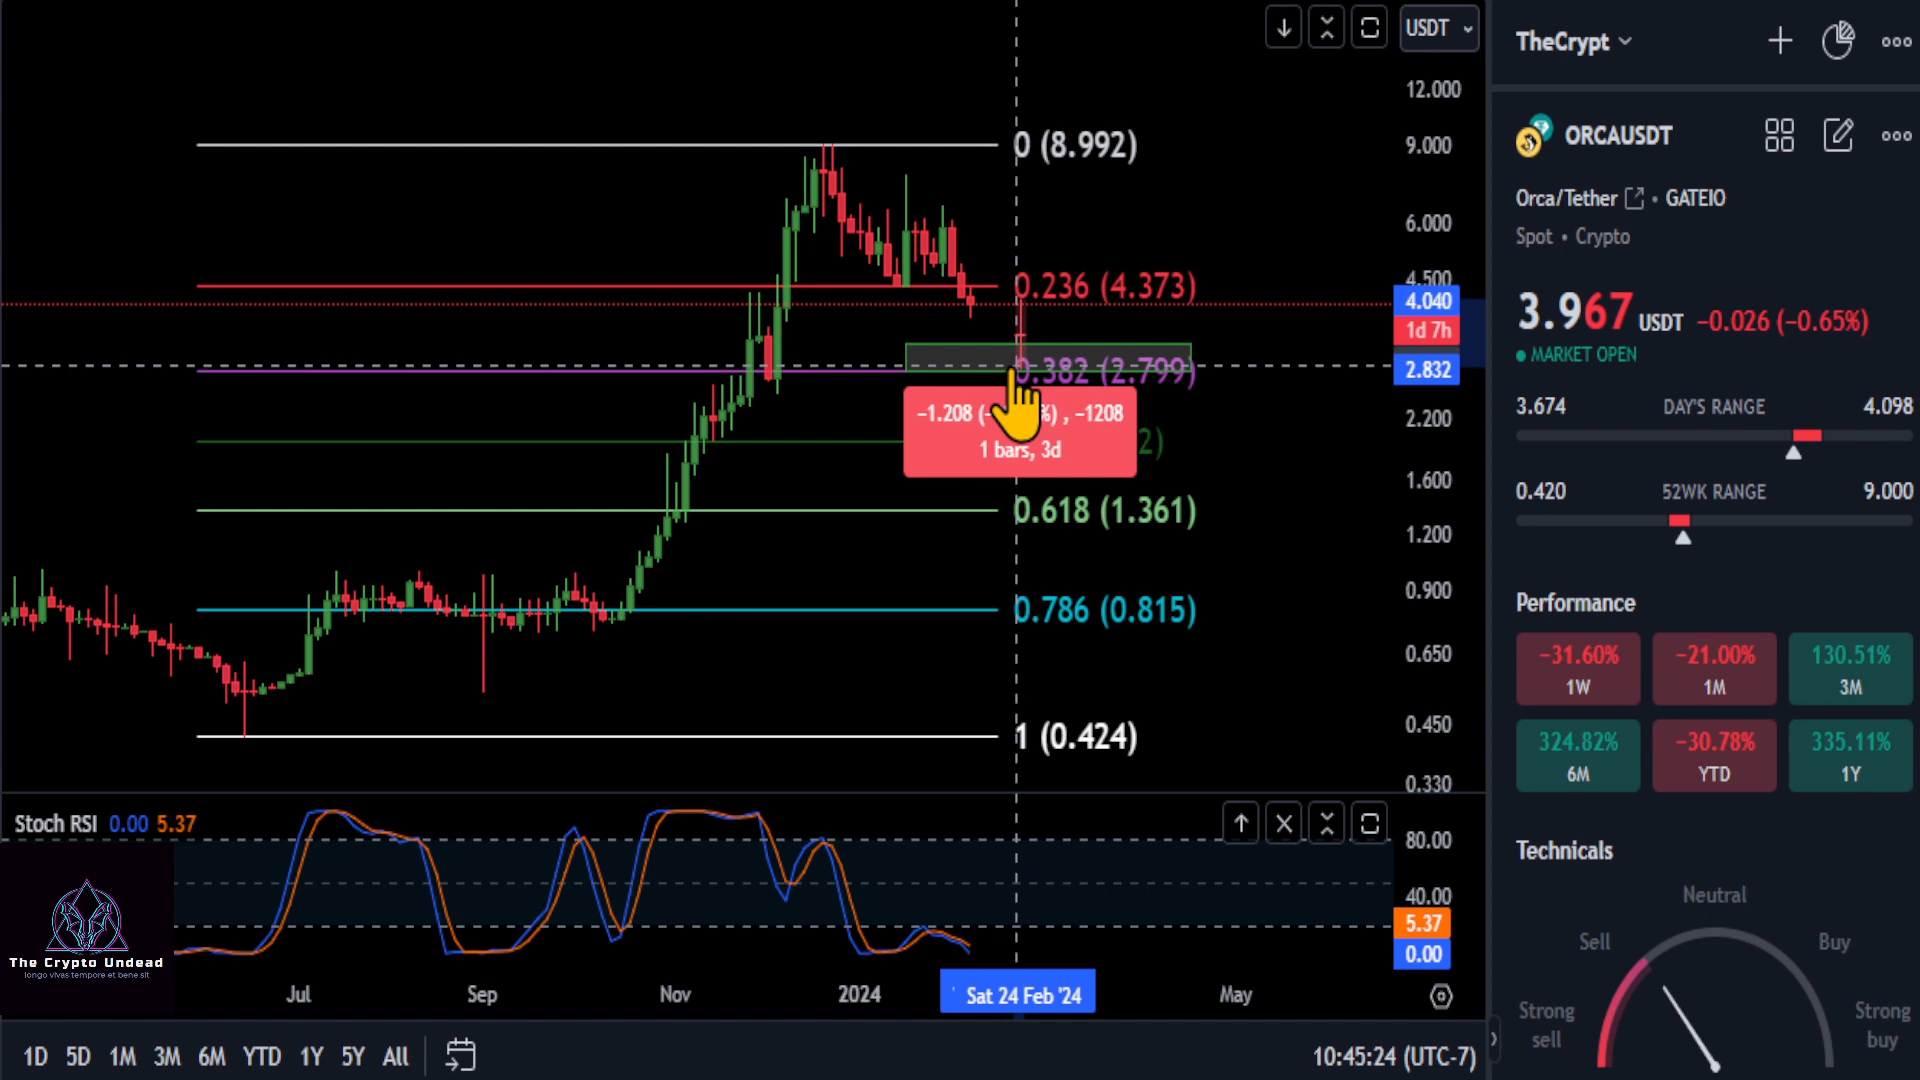 USDT
12.000
9.000
6.000
4.500
4.040
1d 7h
2.832
2.200
1.600
1.200
0.900
0.650
0.450
0.330
0 (8.992)
0.236 (4.373)
0.382 (2.799)
−1.208 ( %) , −1208
1 bars, 3d
2)
0.618 (1.361)
0.786 (0.815)
1 (0.424)
Stoch RSI 0.00 5.37
80.00
40.00
5.37
0.00
The Crypto Undead
longo vivas tempore et bene sit
Jul
Sep
Nov
2024
Sat 24 Feb '24
May
1D 5D 1M 3M 6M YTD 1Y 5Y All
10:45:24 (UTC-7)
TheCrypt
ORCAUSDT
Orca/Tether • GATEIO
Spot • Crypto
3.967 USDT −0.026 (−0.65%)
MARKET OPEN
3.674 DAY'S RANGE 4.098
0.420 52WK RANGE 9.000
Performance
−31.60%
1W
−21.00%
1M
130.51%
3M
324.82%
6M
−30.78%
YTD
335.11%
1Y
Technicals
Neutral
Sell
Buy
Strong
sell
Strong
buy